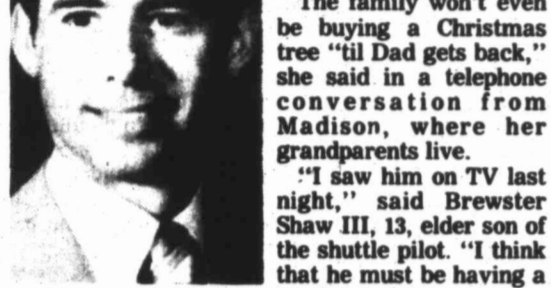 The family won't even
be buying a Christmas
tree "til Dad gets back,"
she said in a telephone
conversation from
Madison, where her
grandparents live.
"I saw him on TV last
night," said Brewster
Shaw III, 13, elder son of
the shuttle pilot. "I think
that he must be having a